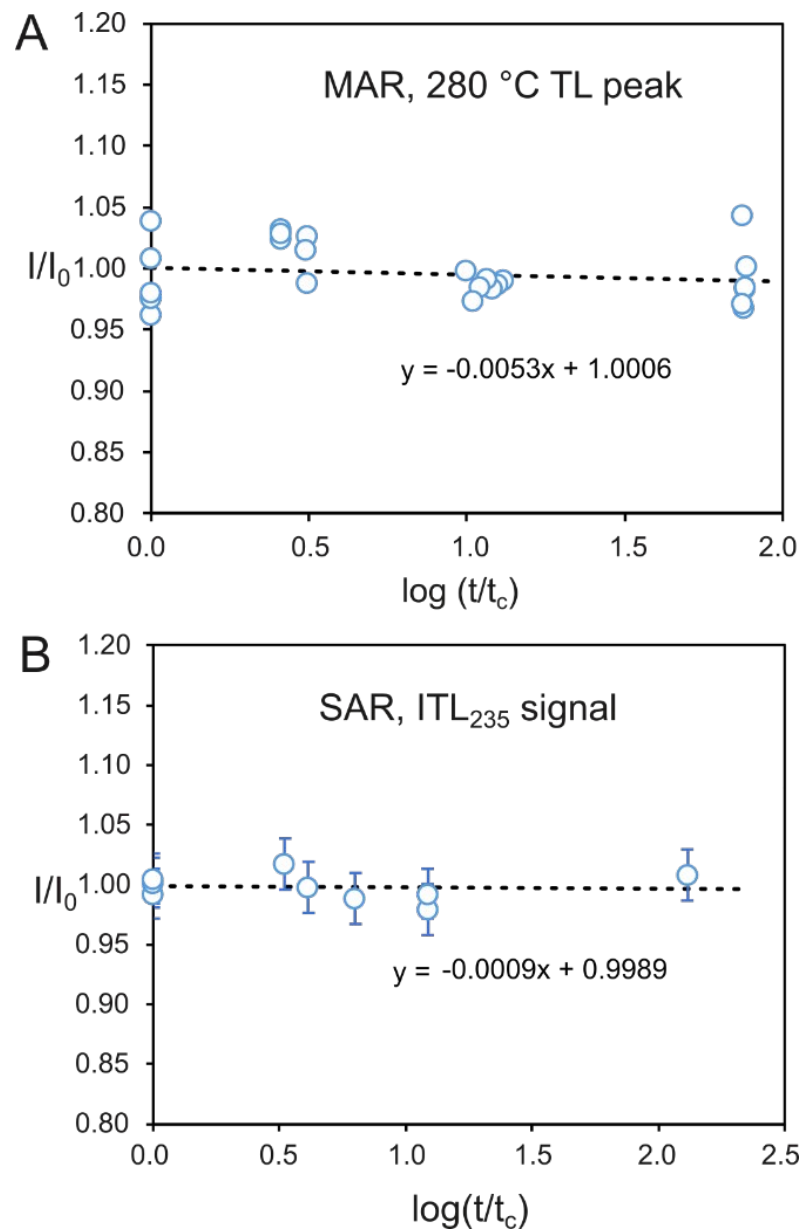 A
MAR, 280 °C TL peak
1.20
1.15
1.10
1.05
I/I₀ 1.00
0.95
0.90
0.85
0.80
y = -0.0053x + 1.0006
0.0 0.5 1.0 1.5 2.0
log (t/t꜀)
B
SAR, ITL₂₃₅ signal
1.20
1.15
1.10
1.05
I/I₀ 1.00
0.95
0.90
0.85
0.80
y = -0.0009x + 0.9989
0.0 0.5 1.0 1.5 2.0 2.5
log(t/t꜀)